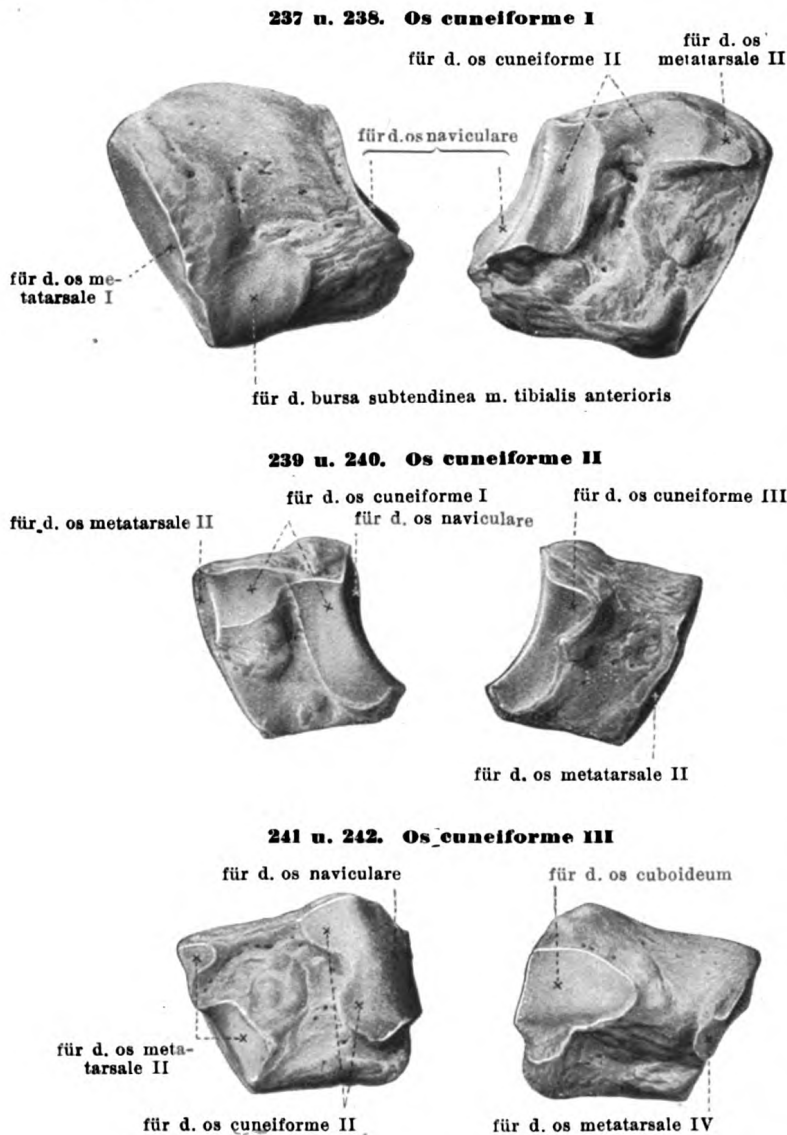 237 u. 238. Os cuneiforme I
für d. os cuneiforme II
für d. os
metatarsale II
für d. os naviculare
für d. os me-
tatarsale I
für d. bursa subtendinea m. tibialis anterioris
239 u. 240. Os cuneiforme II
für d. os metatarsale II
für d. os cuneiforme I
für d. os naviculare
für d. os cuneiforme III
für d. os metatarsale II
241 u. 242. Os cuneiforme III
für d. os naviculare
für d. os cuboideum
für d. os meta-
tarsale II
für d. os cuneiforme II
für d. os metatarsale IV